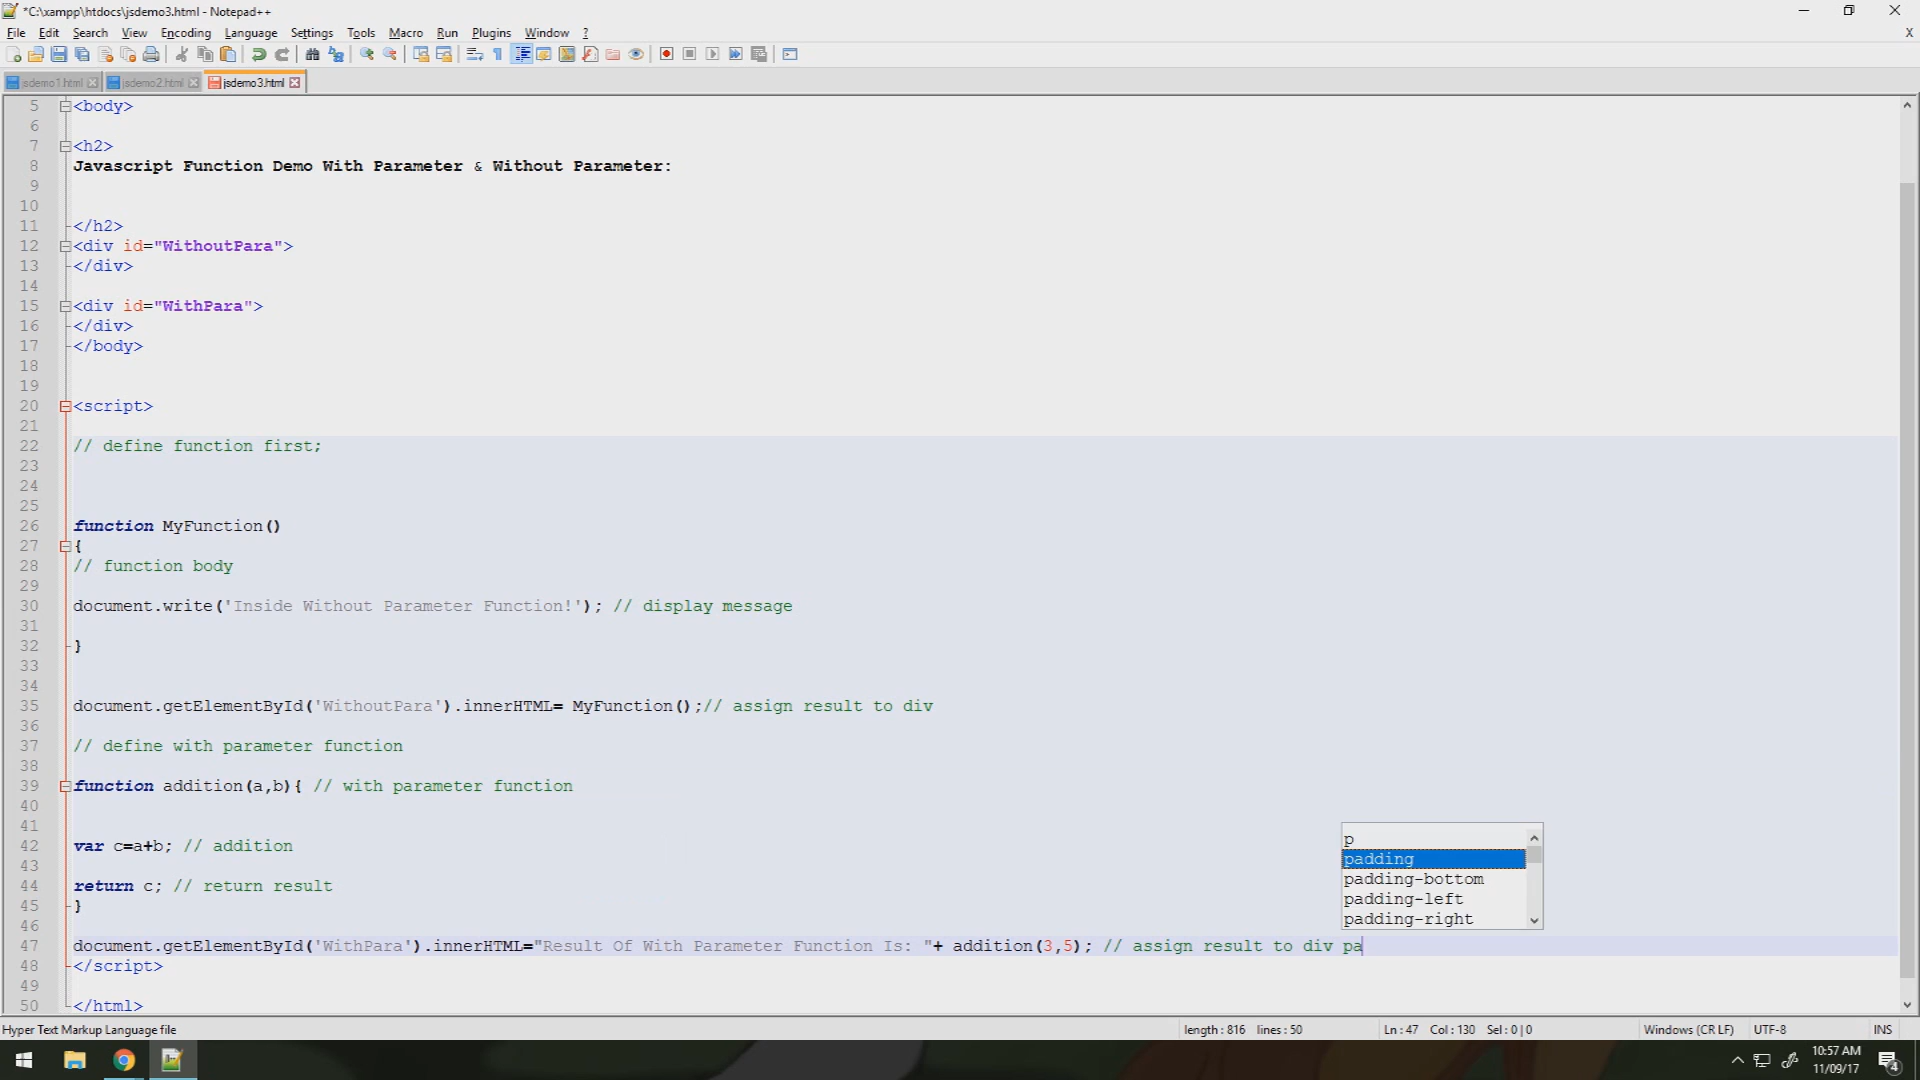 *C:\xampp\htdocs\jsdemo3.html - Notepad++
File Edit Search View Encoding Language Settings Tools Macro Run Plugins Window ? X
jsdemo1.html jsdemo2.html jsdemo3.html
5 <body>
6
7 <h2>
8 Javascript Function Demo With Parameter & Without Parameter:
9
10
11 </h2>
12 <div id="WithoutPara">
13 </div>
14
15 <div id="WithPara">
16 </div>
17 </body>
18
19
20 <script>
21
22 // define function first;
23
24
25
26 function MyFunction()
27 {
28 // function body
29
30 document.write('Inside Without Parameter Function!'); // display message
31
32 }
33
34
35 document.getElementById('WithoutPara').innerHTML= MyFunction();// assign result to div
36
37 // define with parameter function
38
39 function addition(a,b){ // with parameter function
40
41
42 var c=a+b; // addition
43
44 return c; // return result
45 }
46
47 document.getElementById('WithPara').innerHTML="Result Of With Parameter Function Is: "+ addition(3,5); // assign result to div pa
48 </script>
49
50 </html>
p
padding
padding-bottom
padding-left
padding-right
Hyper Text Markup Language file length : 816 lines : 50 Ln : 47 Col : 130 Sel : 0 | 0 Windows (CR LF) UTF-8 INS
10:57 AM
11/09/17
4